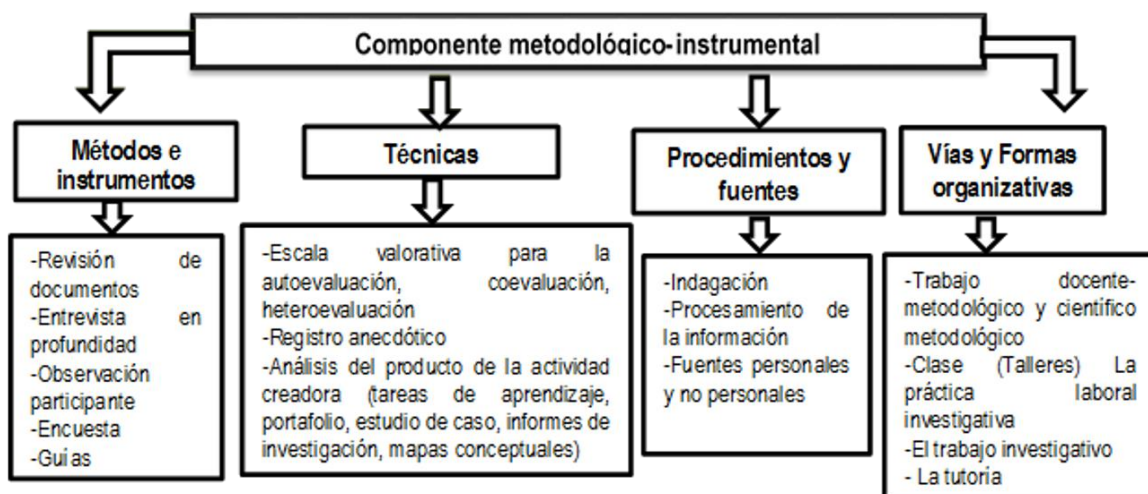 Componente metodológico-instrumental
Métodos e
instrumentos
-Revisión de
documentos
-Entrevista en
profundidad
-Observación
participante
-Encuesta
-Guías
Técnicas
-Escala valorativa para la
autoevaluación, coevaluación,
heteroevaluación
-Registro anecdótico
-Análisis del producto de la actividad
creadora (tareas de aprendizaje,
portafolio, estudio de caso, informes de
investigación, mapas conceptuales)
Procedimientos y
fuentes
-Indagación
-Procesamiento de
la información
-Fuentes personales
y no personales
Vías y Formas
organizativas
-Trabajo docente-
metodológico y científico
metodológico
-Clase (Talleres) La
práctica laboral
investigativa
-El trabajo investigativo
- La tutoría